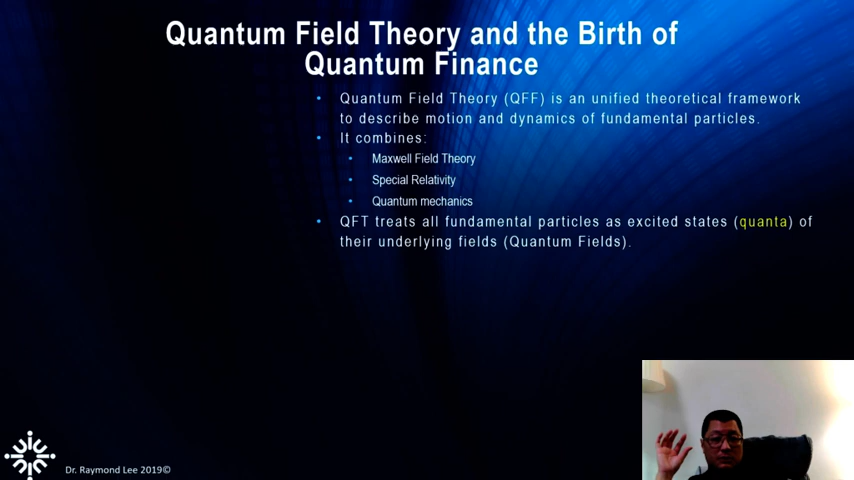 Quantum Field Theory and the Birth of
Quantum Finance
• Quantum Field Theory (QFF) is an unified theoretical framework
to describe motion and dynamics of fundamental particles.
• It combines:
• Maxwell Field Theory
• Special Relativity
• Quantum mechanics
• QFT treats all fundamental particles as excited states (quanta) of
their underlying fields (Quantum Fields).
Dr. Raymond Lee 2019©